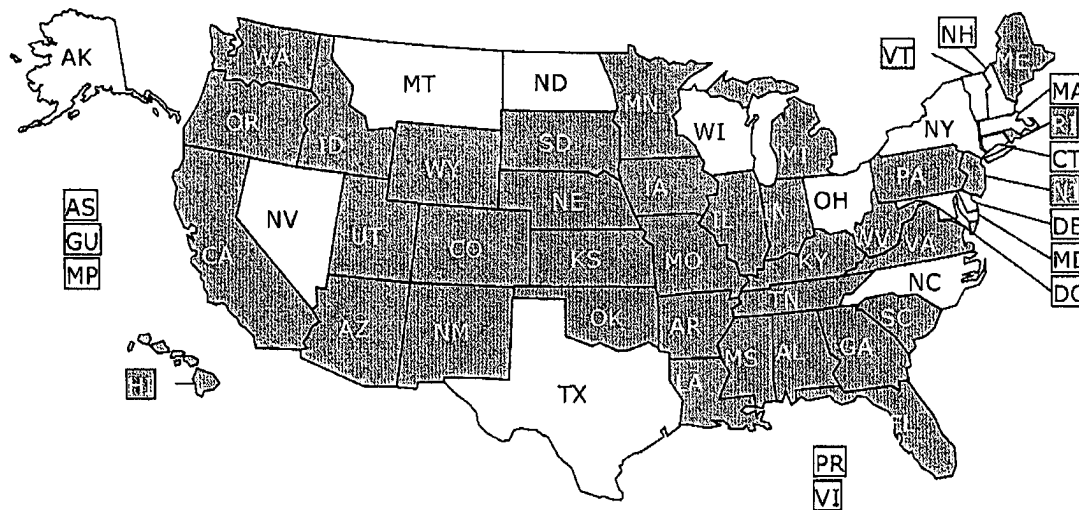 AK
WA
MT
ND
MN
VT
NH
ME
MA
RI
CT
NJ
DE
MD
DC
OR
ID
WY
SD
WI
MI
NY
PA
NV
UT
CO
NE
IA
IL
IN
OH
WV
VA
CA
KS
MO
KY
NC
AZ
NM
OK
AR
TN
SC
TX
LA
MS
AL
GA
FL
AS
GU
MP
HI
PR
VI